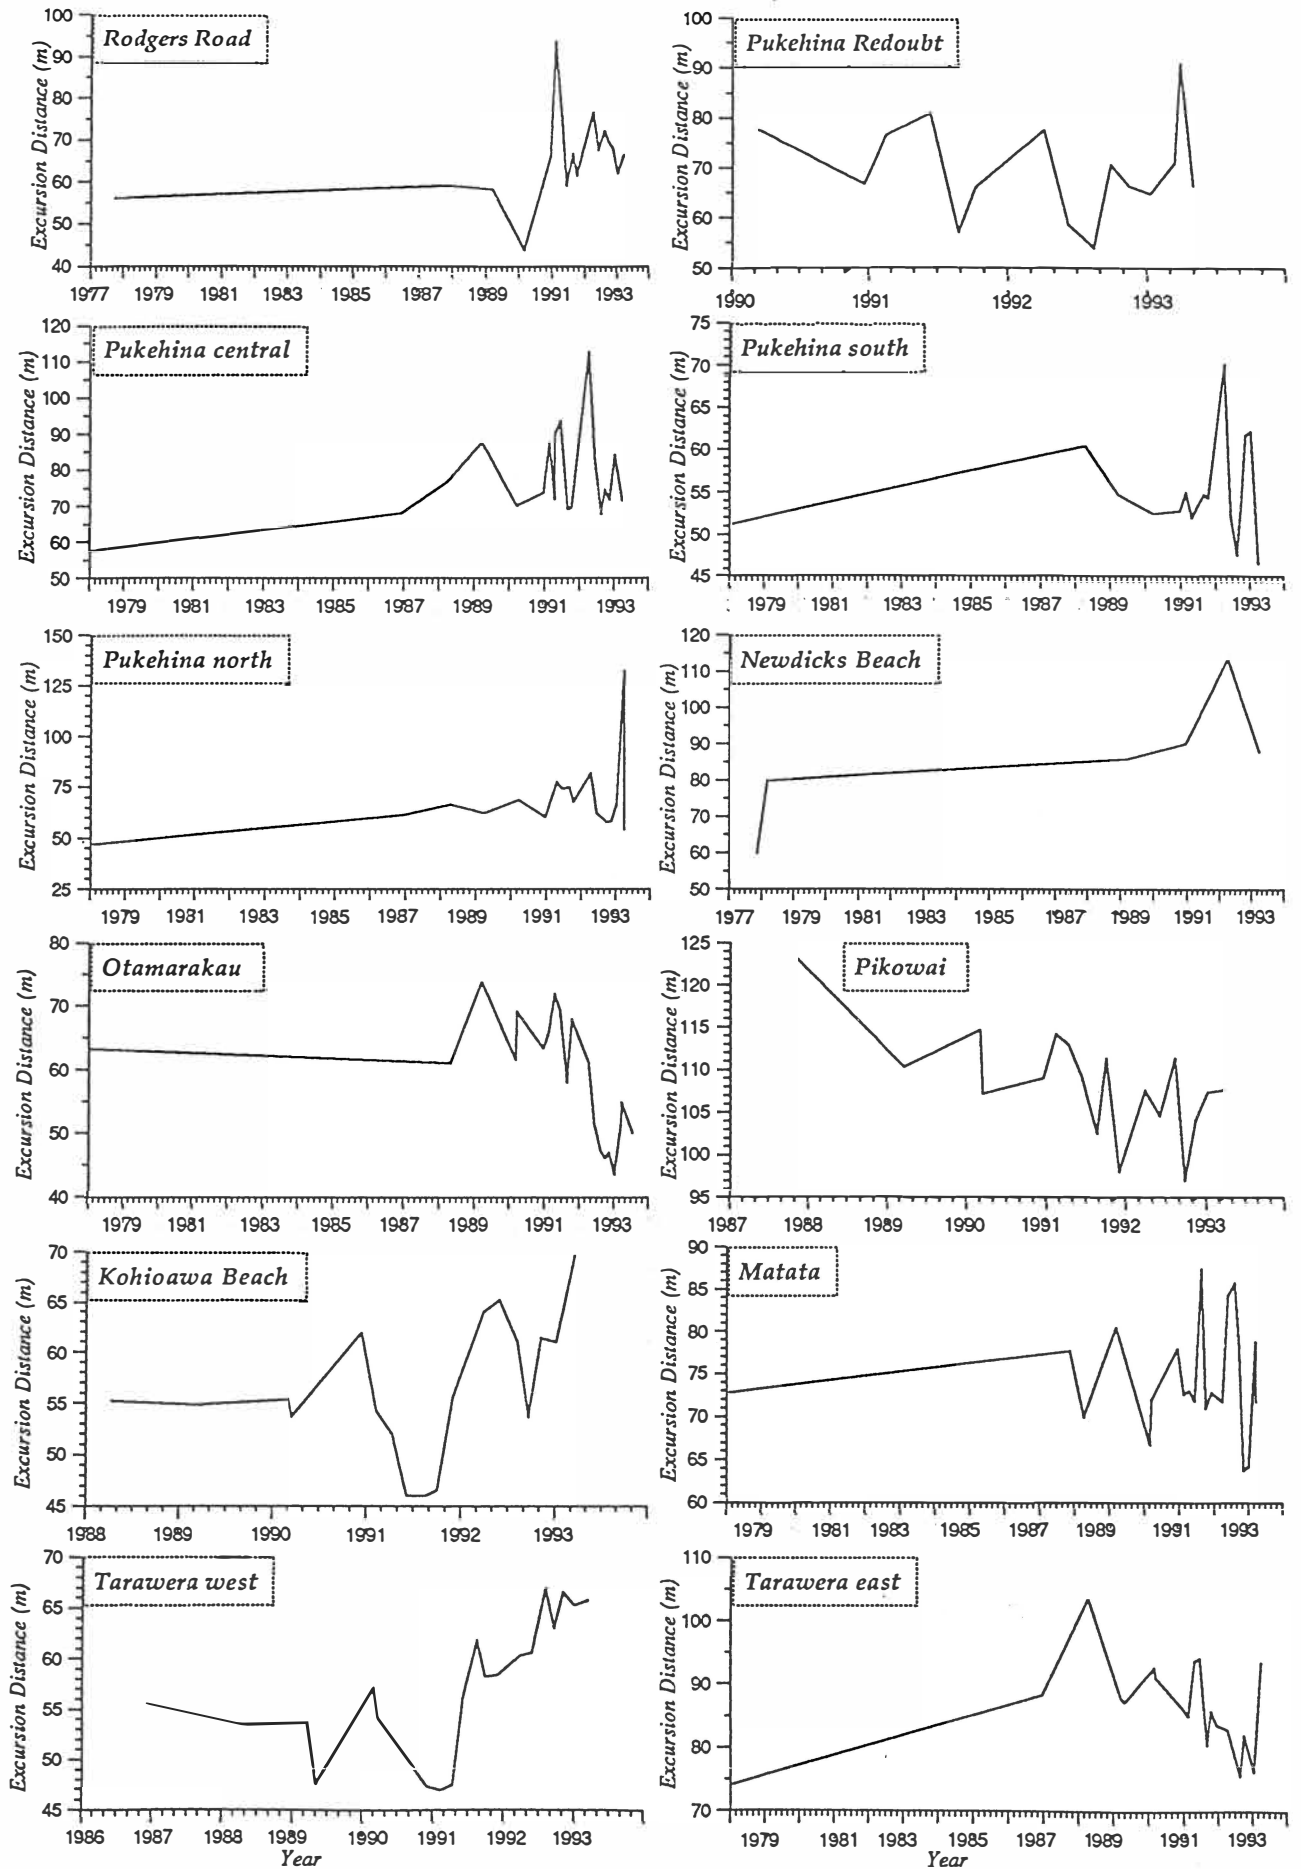 Rodgers Road
Excursion Distance (m)
100
90
80
70
60
50
40
1977 1979 1981 1983 1985 1987 1989 1991 1993
Pukehina Redoubt
Excursion Distance (m)
100
90
80
70
60
50
1990 1991 1992 1993
Pukehina central
Excursion Distance (m)
120
110
100
90
80
70
60
50
1979 1981 1983 1985 1987 1989 1991 1993
Pukehina south
Excursion Distance (m)
75
70
65
60
55
50
45
1979 1981 1983 1985 1987 1989 1991 1993
Pukehina north
Excursion Distance (m)
150
125
100
75
50
25
1979 1981 1983 1985 1987 1989 1991 1993
Newdicks Beach
Excursion Distance (m)
120
110
100
90
80
70
60
50
1977 1979 1981 1983 1985 1987 1989 1991 1993
Otamarakau
Excursion Distance (m)
80
70
60
50
40
1979 1981 1983 1985 1987 1989 1991 1993
Pikowai
Excursion Distance (m)
125
120
115
110
105
100
95
1987 1988 1989 1990 1991 1992 1993
Kohioawa Beach
Excursion Distance (m)
70
65
60
55
50
45
1988 1989 1990 1991 1992 1993
Matata
Excursion Distance (m)
90
85
80
75
70
65
60
1979 1981 1983 1985 1987 1989 1991 1993
Tarawera west
Excursion Distance (m)
70
65
60
55
50
45
1986 1987 1988 1989 1990 1991 1992 1993
Year
Tarawera east
Excursion Distance (m)
110
100
90
80
70
1979 1981 1983 1985 1987 1989 1991 1993
Year